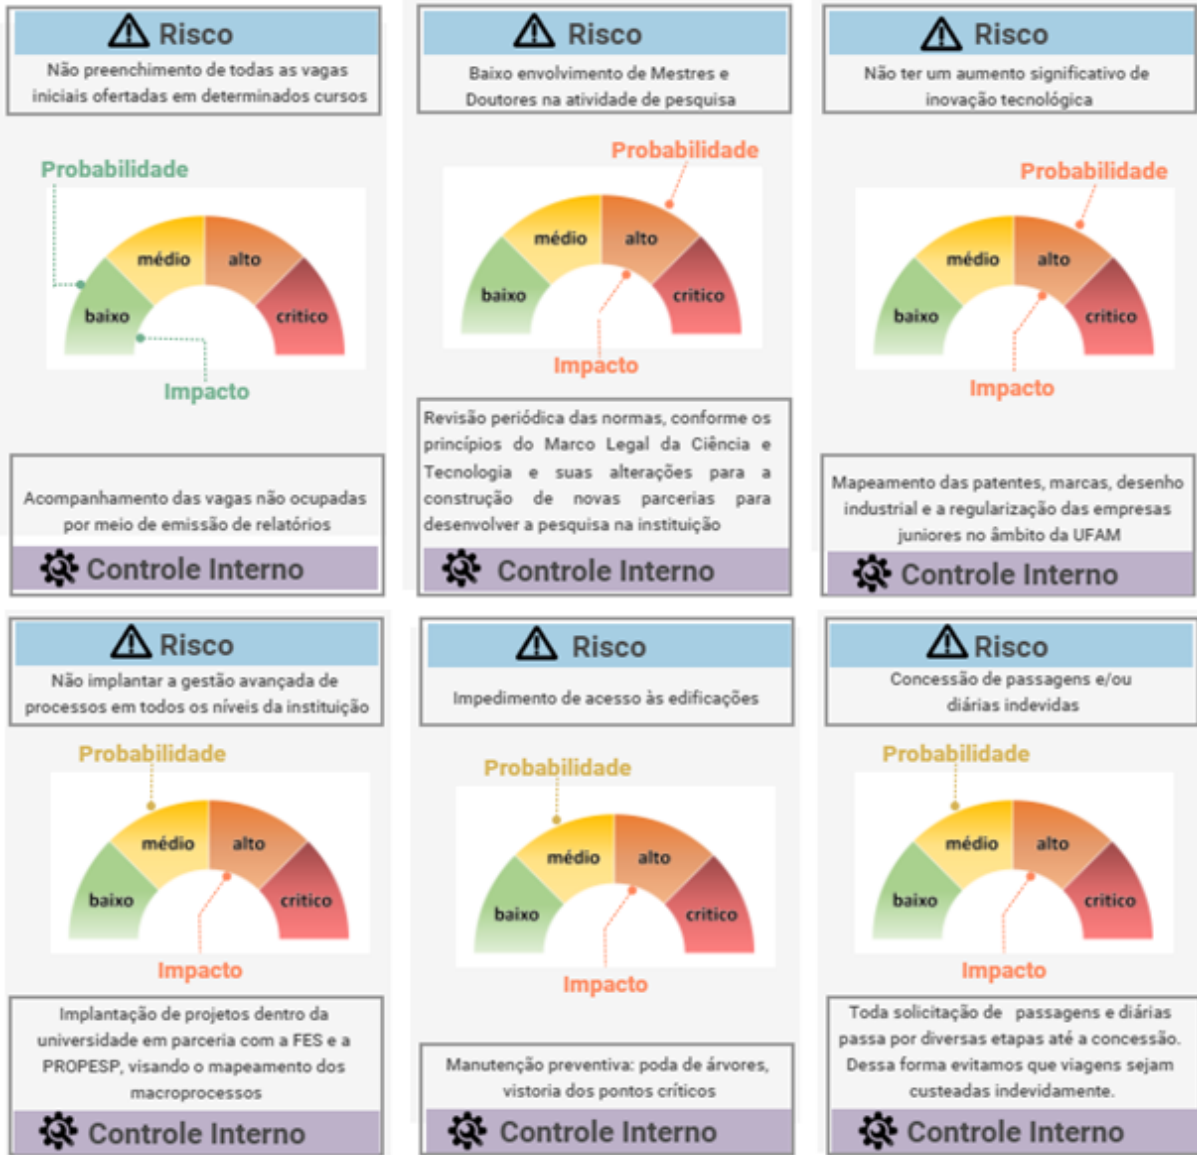 Risco
Não preenchimento de todas as vagas
iniciais ofertadas em determinados cursos
Probabilidade
médio
alto
baixo
critico
Impacto
Acompanhamento das vagas não ocupadas
por meio de emissão de relatórios
Controle Interno
Risco
Baixo envolvimento de Mestres e
Doutores na atividade de pesquisa
Probabilidade
médio
alto
baixo
critico
Impacto
Revisão periódica das normas, conforme os
princípios do Marco Legal da Ciência e
Tecnologia e suas alterações para a
construção de novas parcerias para
desenvolver a pesquisa na instituição
Controle Interno
Risco
Não ter um aumento significativo de
inovação tecnológica
Probabilidade
médio
alto
baixo
critico
Impacto
Mapeamento das patentes, marcas, desenho
industrial e a regularização das empresas
juniores no âmbito da UFAM
Controle Interno
Risco
Não implantar a gestão avançada de
processos em todos os níveis da instituição
Probabilidade
médio
alto
baixo
critico
Impacto
Implantação de projetos dentro da
universidade em parceria com a FES e a
PROPESP, visando o mapeamento dos
macroprocessos
Controle Interno
Risco
Impedimento de acesso às edificações
Probabilidade
médio
alto
baixo
critico
Impacto
Manutenção preventiva: poda de árvores,
vistoria dos pontos críticos
Controle Interno
Risco
Concessão de passagens e/ou
diárias indevidas
Probabilidade
médio
alto
baixo
critico
Impacto
Toda solicitação de passagens e diárias
passa por diversas etapas até a concessão.
Dessa forma evitamos que viagens sejam
custeadas indevidamente.
Controle Interno